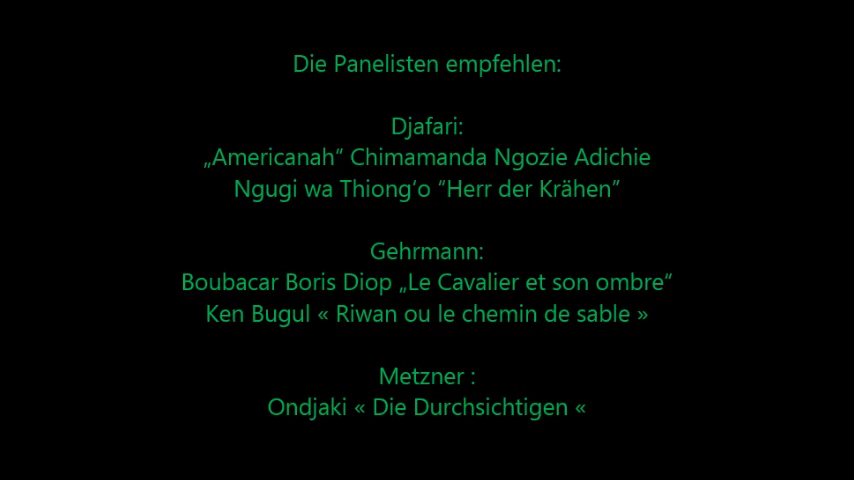 Die Panelisten empfehlen:
Djafari:
„Americanah“ Chimamanda Ngozie Adichie
Ngugi wa Thiong‘o “Herr der Krähen”
Gehrmann:
Boubacar Boris Diop „Le Cavalier et son ombre“
Ken Bugul « Riwan ou le chemin de sable »
Metzner :
Ondjaki « Die Durchsichtigen «